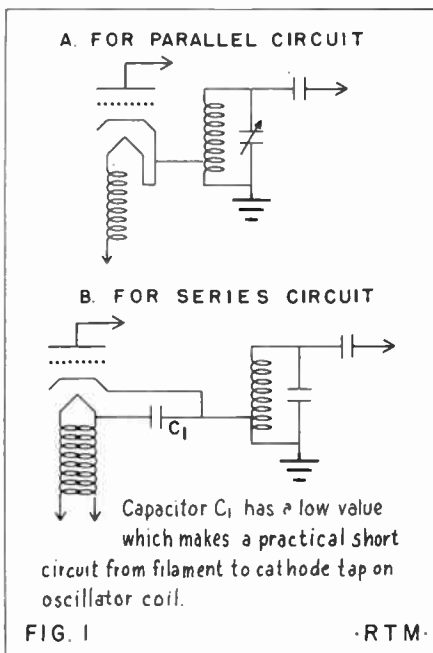 A. FOR PARALLEL CIRCUIT
B. FOR SERIES CIRCUIT
C1
Capacitor C1 has a low value
which makes a practical short
circuit from filament to cathode tap on
oscillator coil.
FIG. 1
·RTM·